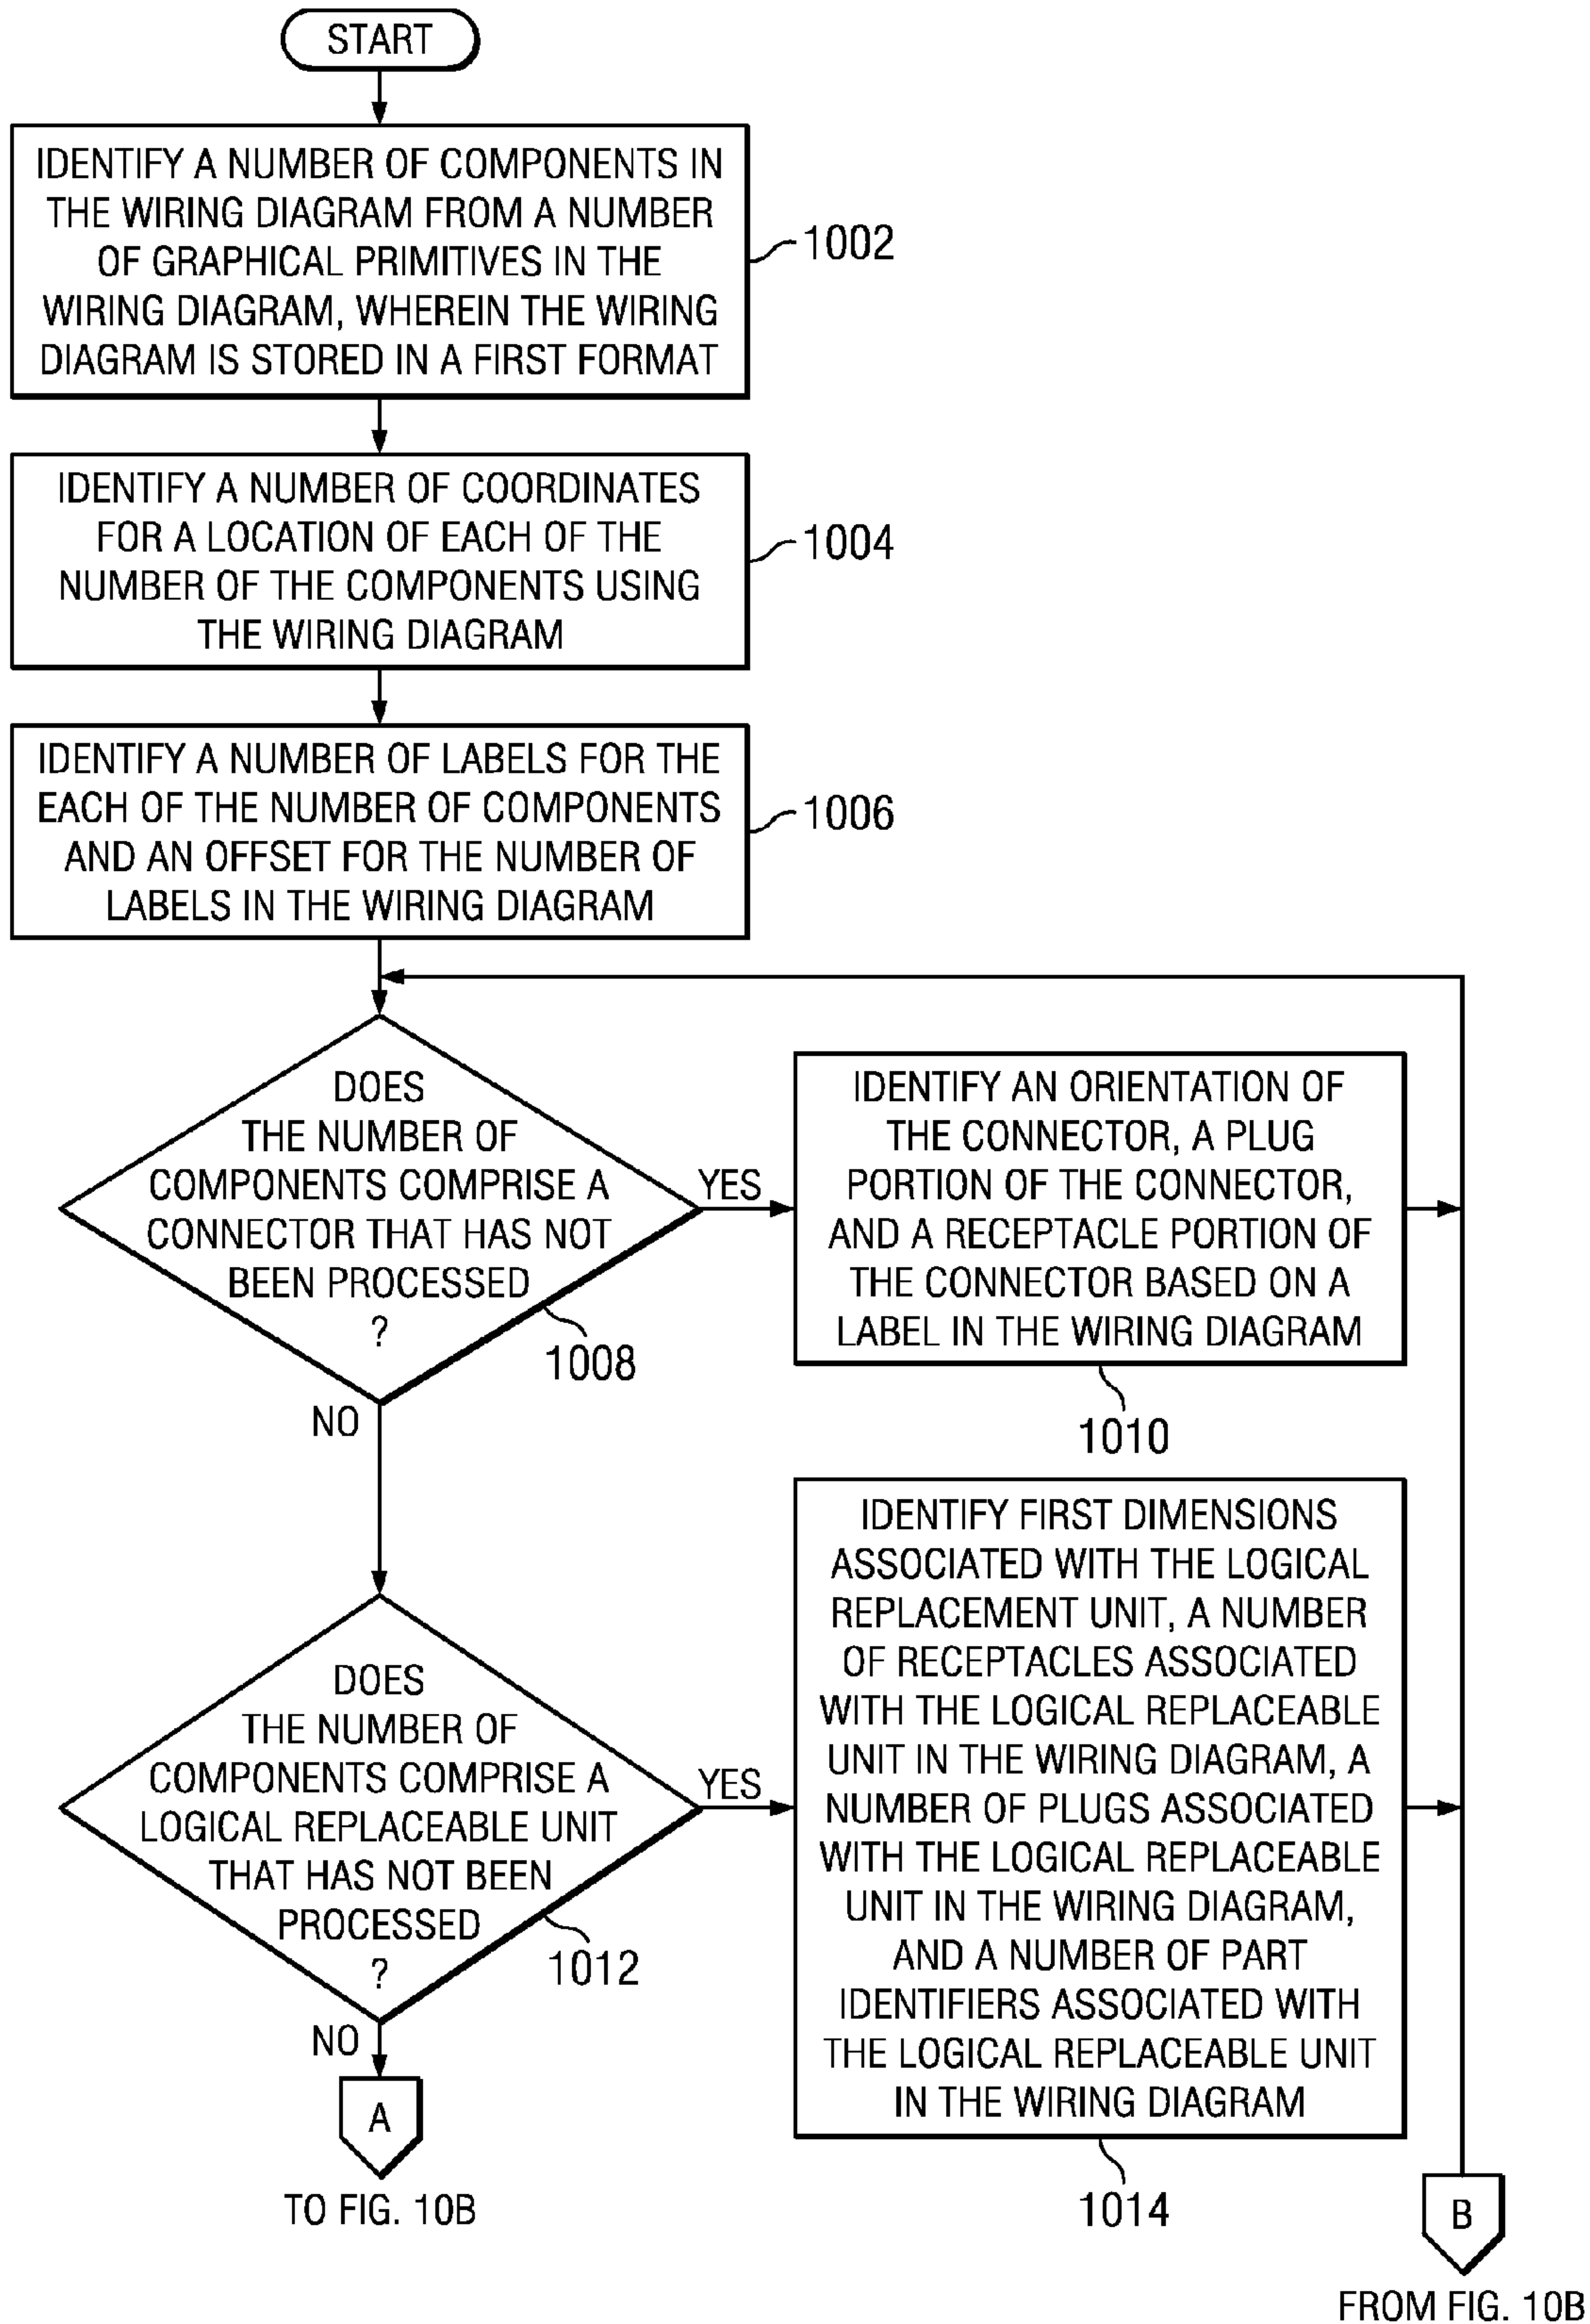 START
IDENTIFY A NUMBER OF COMPONENTS IN
THE WIRING DIAGRAM FROM A NUMBER
OF GRAPHICAL PRIMITIVES IN THE
WIRING DIAGRAM, WHEREIN THE WIRING
DIAGRAM IS STORED IN A FIRST FORMAT
1002
IDENTIFY A NUMBER OF COORDINATES
FOR A LOCATION OF EACH OF THE
NUMBER OF THE COMPONENTS USING
THE WIRING DIAGRAM
1004
IDENTIFY A NUMBER OF LABELS FOR THE
EACH OF THE NUMBER OF COMPONENTS
AND AN OFFSET FOR THE NUMBER OF
LABELS IN THE WIRING DIAGRAM
1006
DOES
THE NUMBER OF
COMPONENTS COMPRISE A
CONNECTOR THAT HAS NOT
BEEN PROCESSED
?
1008
YES
NO
IDENTIFY AN ORIENTATION OF
THE CONNECTOR, A PLUG
PORTION OF THE CONNECTOR,
AND A RECEPTACLE PORTION OF
THE CONNECTOR BASED ON A
LABEL IN THE WIRING DIAGRAM
1010
DOES
THE NUMBER OF
COMPONENTS COMPRISE A
LOGICAL REPLACEABLE UNIT
THAT HAS NOT BEEN
PROCESSED
?
1012
YES
NO
IDENTIFY FIRST DIMENSIONS
ASSOCIATED WITH THE LOGICAL
REPLACEMENT UNIT, A NUMBER
OF RECEPTACLES ASSOCIATED
WITH THE LOGICAL REPLACEABLE
UNIT IN THE WIRING DIAGRAM, A
NUMBER OF PLUGS ASSOCIATED
WITH THE LOGICAL REPLACEABLE
UNIT IN THE WIRING DIAGRAM,
AND A NUMBER OF PART
IDENTIFIERS ASSOCIATED WITH
THE LOGICAL REPLACEABLE UNIT
IN THE WIRING DIAGRAM
1014
A
TO FIG. 10B
B
FROM FIG. 10B